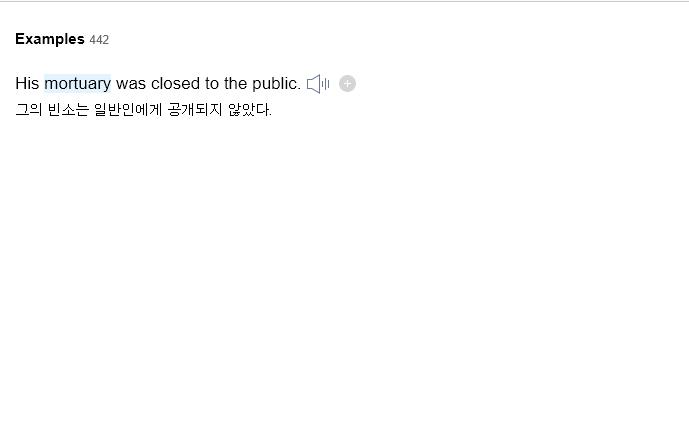 Examples 442
His mortuary was closed to the public.
그의 빈소는 일반인에게 공개되지 않았다.